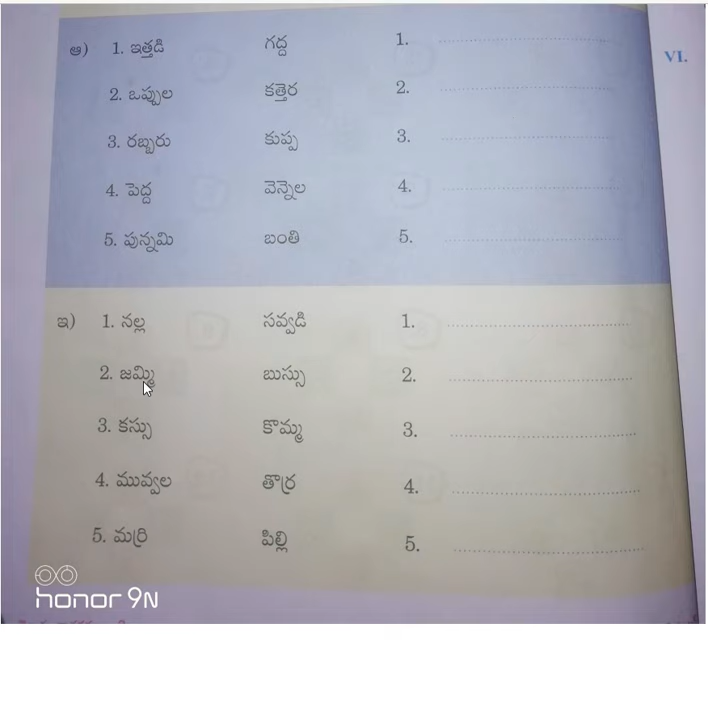 ఆ) 1. ఇత్తడి గద్ద 1. ........................
VI.
2. ఒప్పుల కత్తెర 2. ........................
3. రబ్బరు కుప్ప 3. ........................
4. పెద్ద వెన్నెల 4. ........................
5. పున్నమి బంతి 5. ........................
ఇ) 1. నల్ల సవ్వడి 1. ........................
2. జమ్మి బుస్సు 2. ........................
3. కస్సు కొమ్మ 3. ........................
4. మువ్వల తొర్ర 4. ........................
5. మర్రి పిల్లి 5. ........................
honor 9N